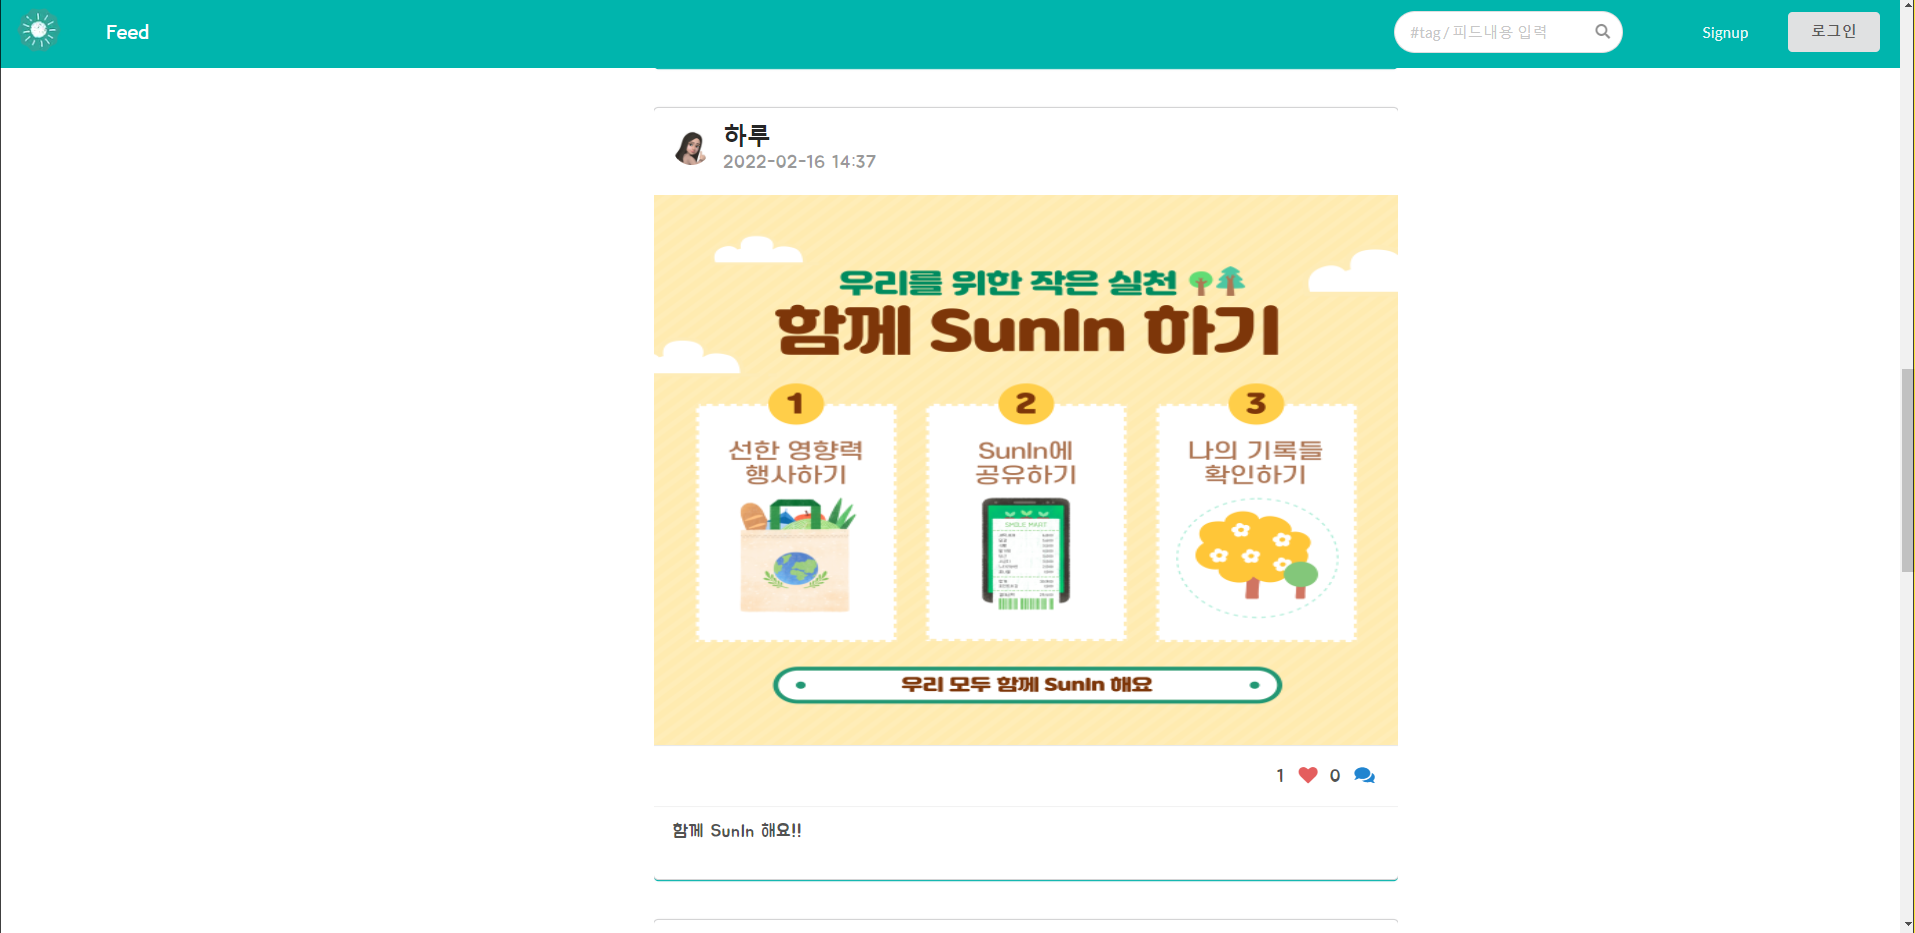 Feed
#tag / 피드내용 입력
Signup
로그인
하루
2022-02-16 14:37
우리를 위한 작은 실천
함께 SunIn 하기
1
선한 영향력
행사하기
2
SunIn에
공유하기
SMILE MART
3
나의 기록들
확인하기
우리 모두 함께 SunIn 해요
1 0
함께 SunIn 해요!!